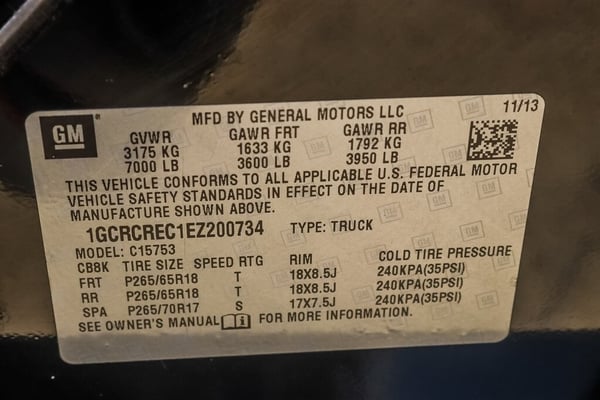 GM
MFD BY GENERAL MOTORS LLC 11/13
GVWR GAWR FRT GAWR RR
3175 KG 1633 KG 1792 KG
7000 LB 3600 LB 3950 LB
THIS VEHICLE CONFORMS TO ALL APPLICABLE U.S. FEDERAL MOTOR
VEHICLE SAFETY STANDARDS IN EFFECT ON THE DATE OF
MANUFACTURE SHOWN ABOVE.
1GCRCREC1EZ200734 TYPE: TRUCK
MODEL: C15753
CB8K TIRE SIZE SPEED RTG RIM COLD TIRE PRESSURE
FRT P265/65R18 T 18X8.5J 240KPA(35PSI)
RR P265/65R18 T 18X8.5J 240KPA(35PSI)
SPA P265/70R17 S 17X7.5J 240KPA(35PSI)
SEE OWNER'S MANUAL FOR MORE INFORMATION.